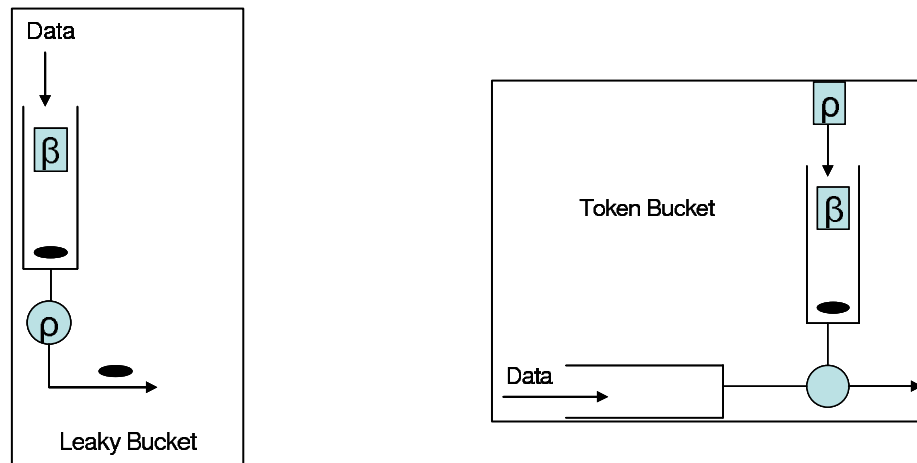 Data
β
ρ
Leaky Bucket
ρ
Token Bucket
β
Data